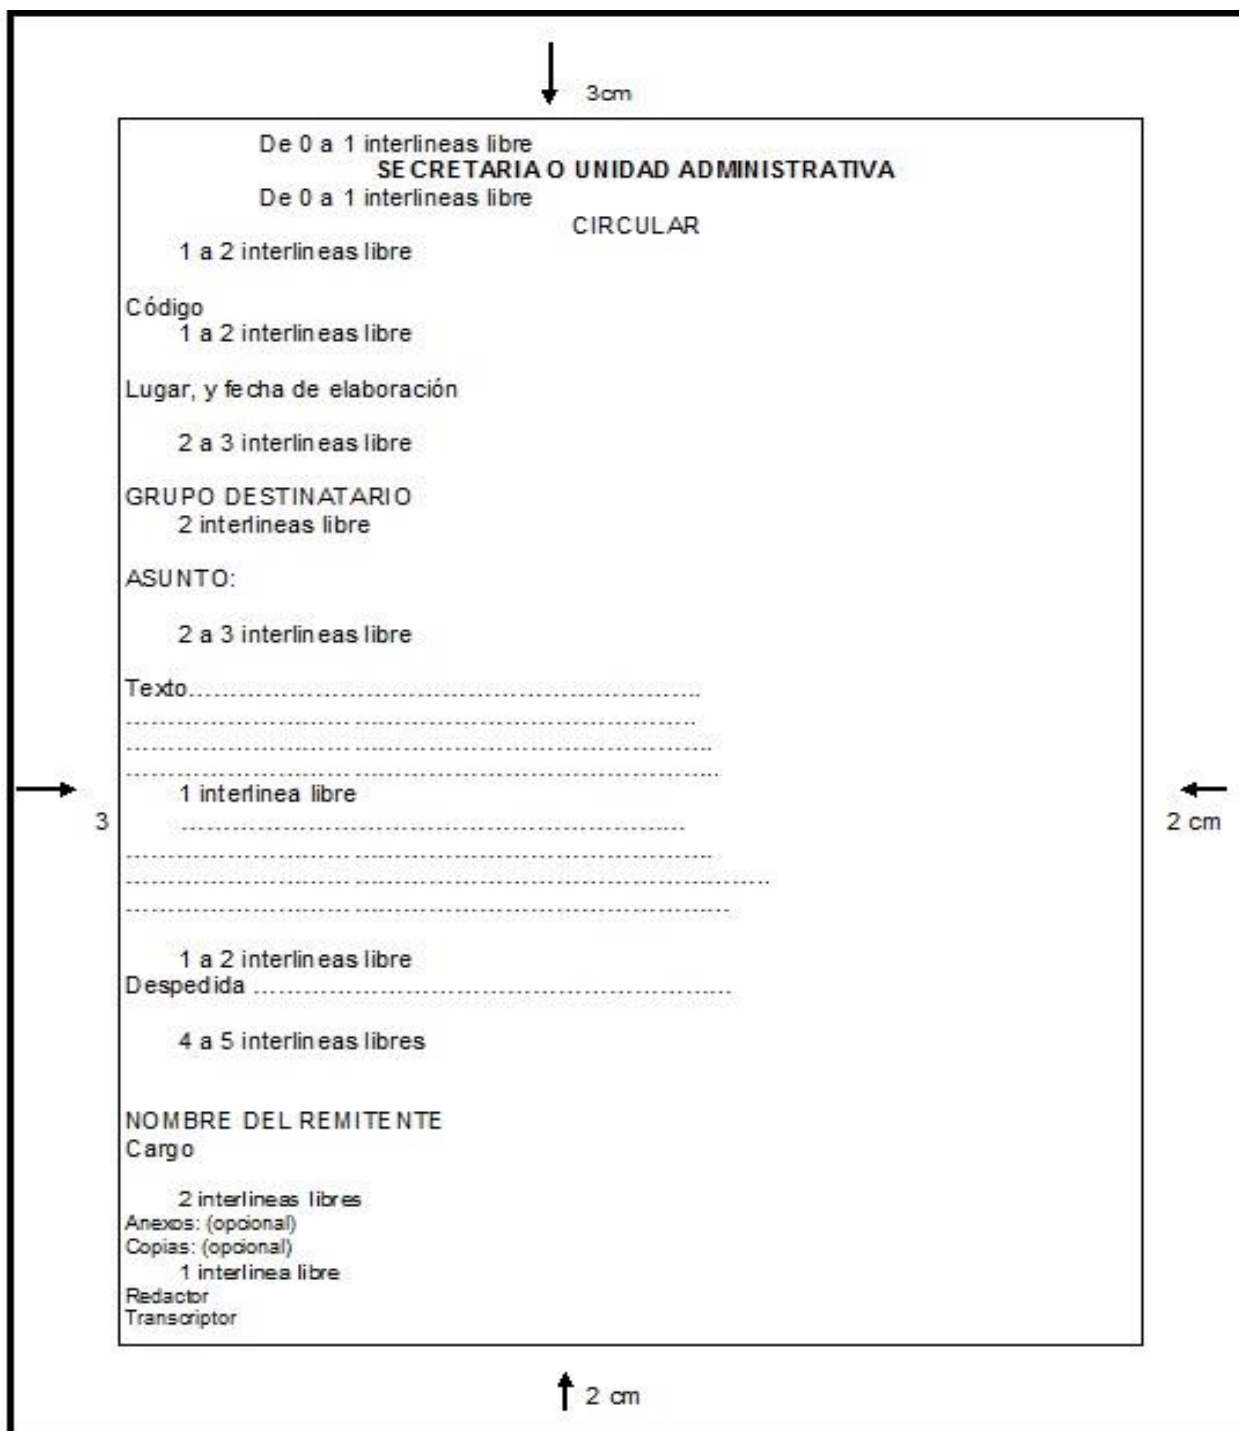 3cm
De 0 a 1 interlineas libre
SECRETARIA O UNIDAD ADMINISTRATIVA
De 0 a 1 interlineas libre
CIRCULAR
1 a 2 interlineas libre
Código
1 a 2 interlineas libre
Lugar, y fecha de elaboración
2 a 3 interlineas libre
GRUPO DESTINATARIO
2 interlineas libre
ASUNTO:
2 a 3 interlineas libre
Texto
1 interlinea libre
3
2 cm
1 a 2 interlineas libre
Despedida
4 a 5 interlineas libres
NOMBRE DEL REMITENTE
Cargo
2 interlineas libres
Anexos: (opcional)
Copias: (opcional)
1 interlinea libre
Redactor
Transcriptor
2 cm